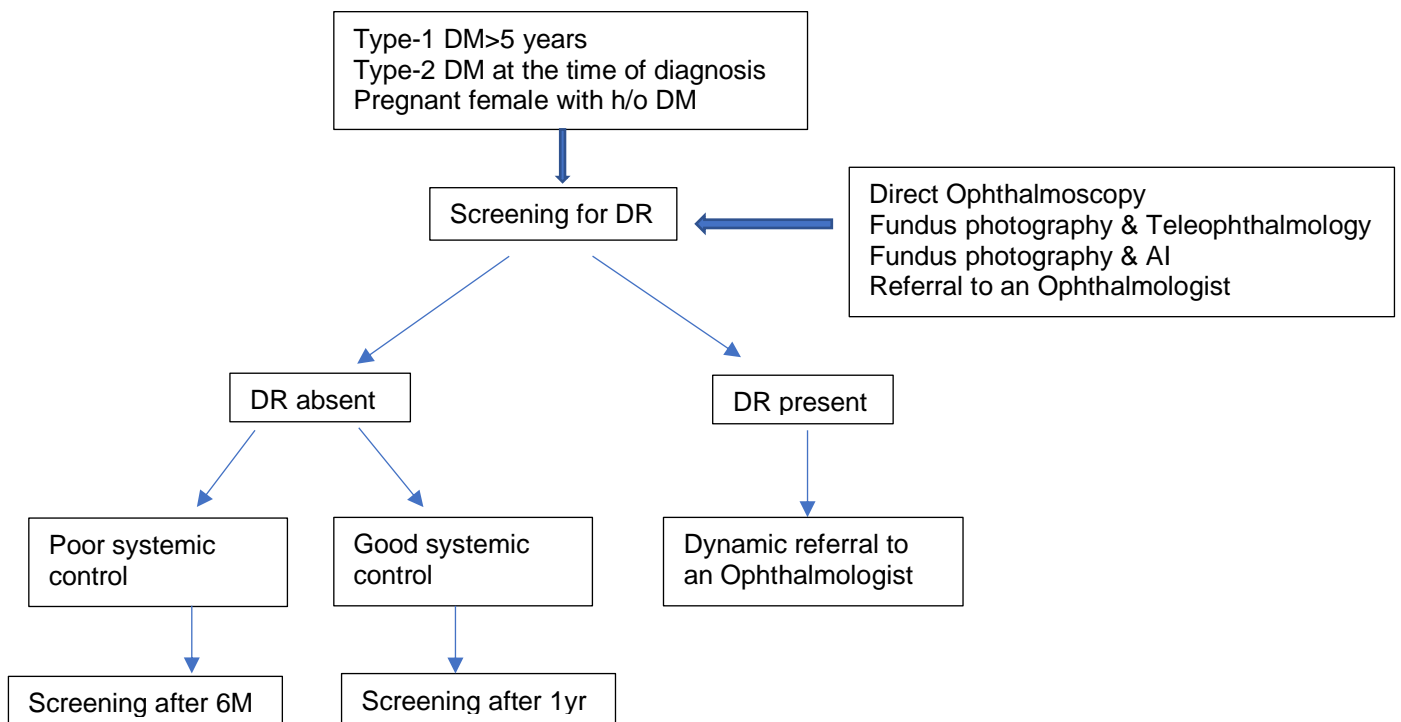 Type-1 DM>5 years
Type-2 DM at the time of diagnosis
Pregnant female with h/o DM
Screening for DR
Direct Ophthalmoscopy
Fundus photography & Teleophthalmology
Fundus photography & AI
Referral to an Ophthalmologist
DR absent
DR present
Poor systemic
control
Good systemic
control
Dynamic referral to
an Ophthalmologist
Screening after 6M
Screening after 1yr